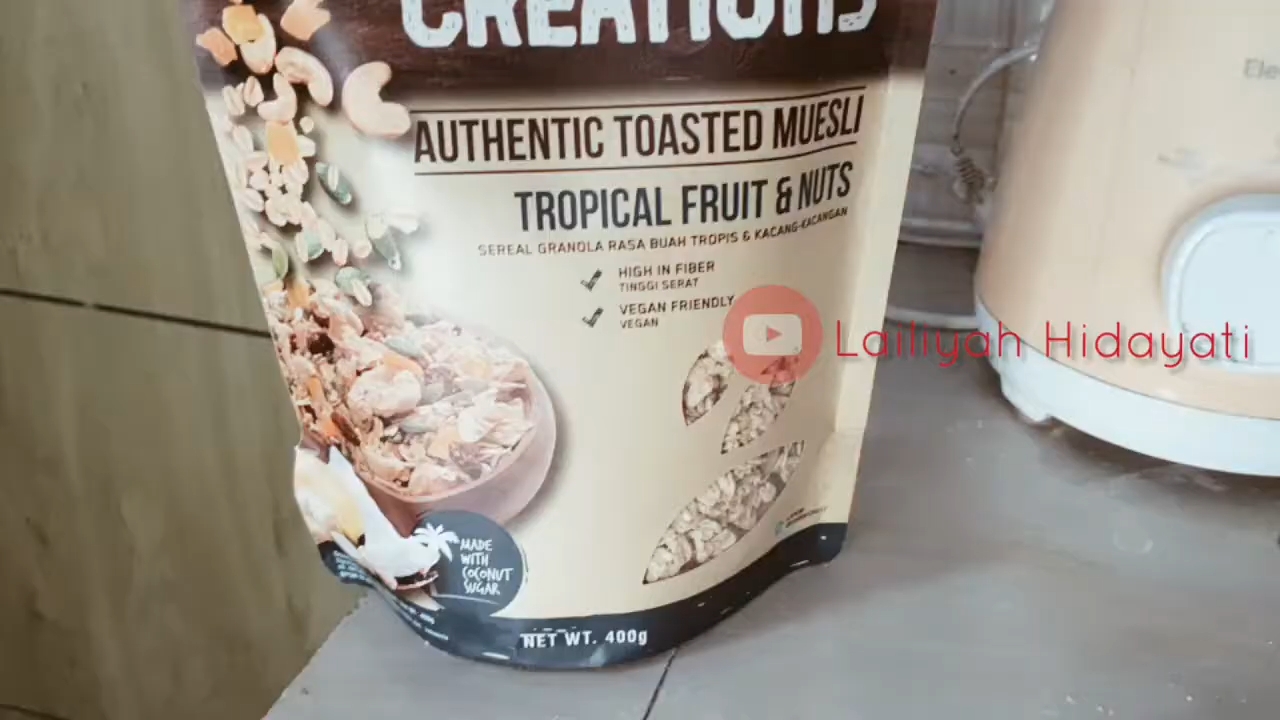 CREATIONS
AUTHENTIC TOASTED MUESLI
TROPICAL FRUIT & NUTS
SEREAL GRANOLA RASA BUAH TROPIS & KACANG-KACANGAN
HIGH IN FIBER
TINGGI SERAT
VEGAN FRIENDLY
VEGAN
Lailiyah Hidayati
MADE
WITH
COCONUT
SUGAR
NET WT. 400g
Ele